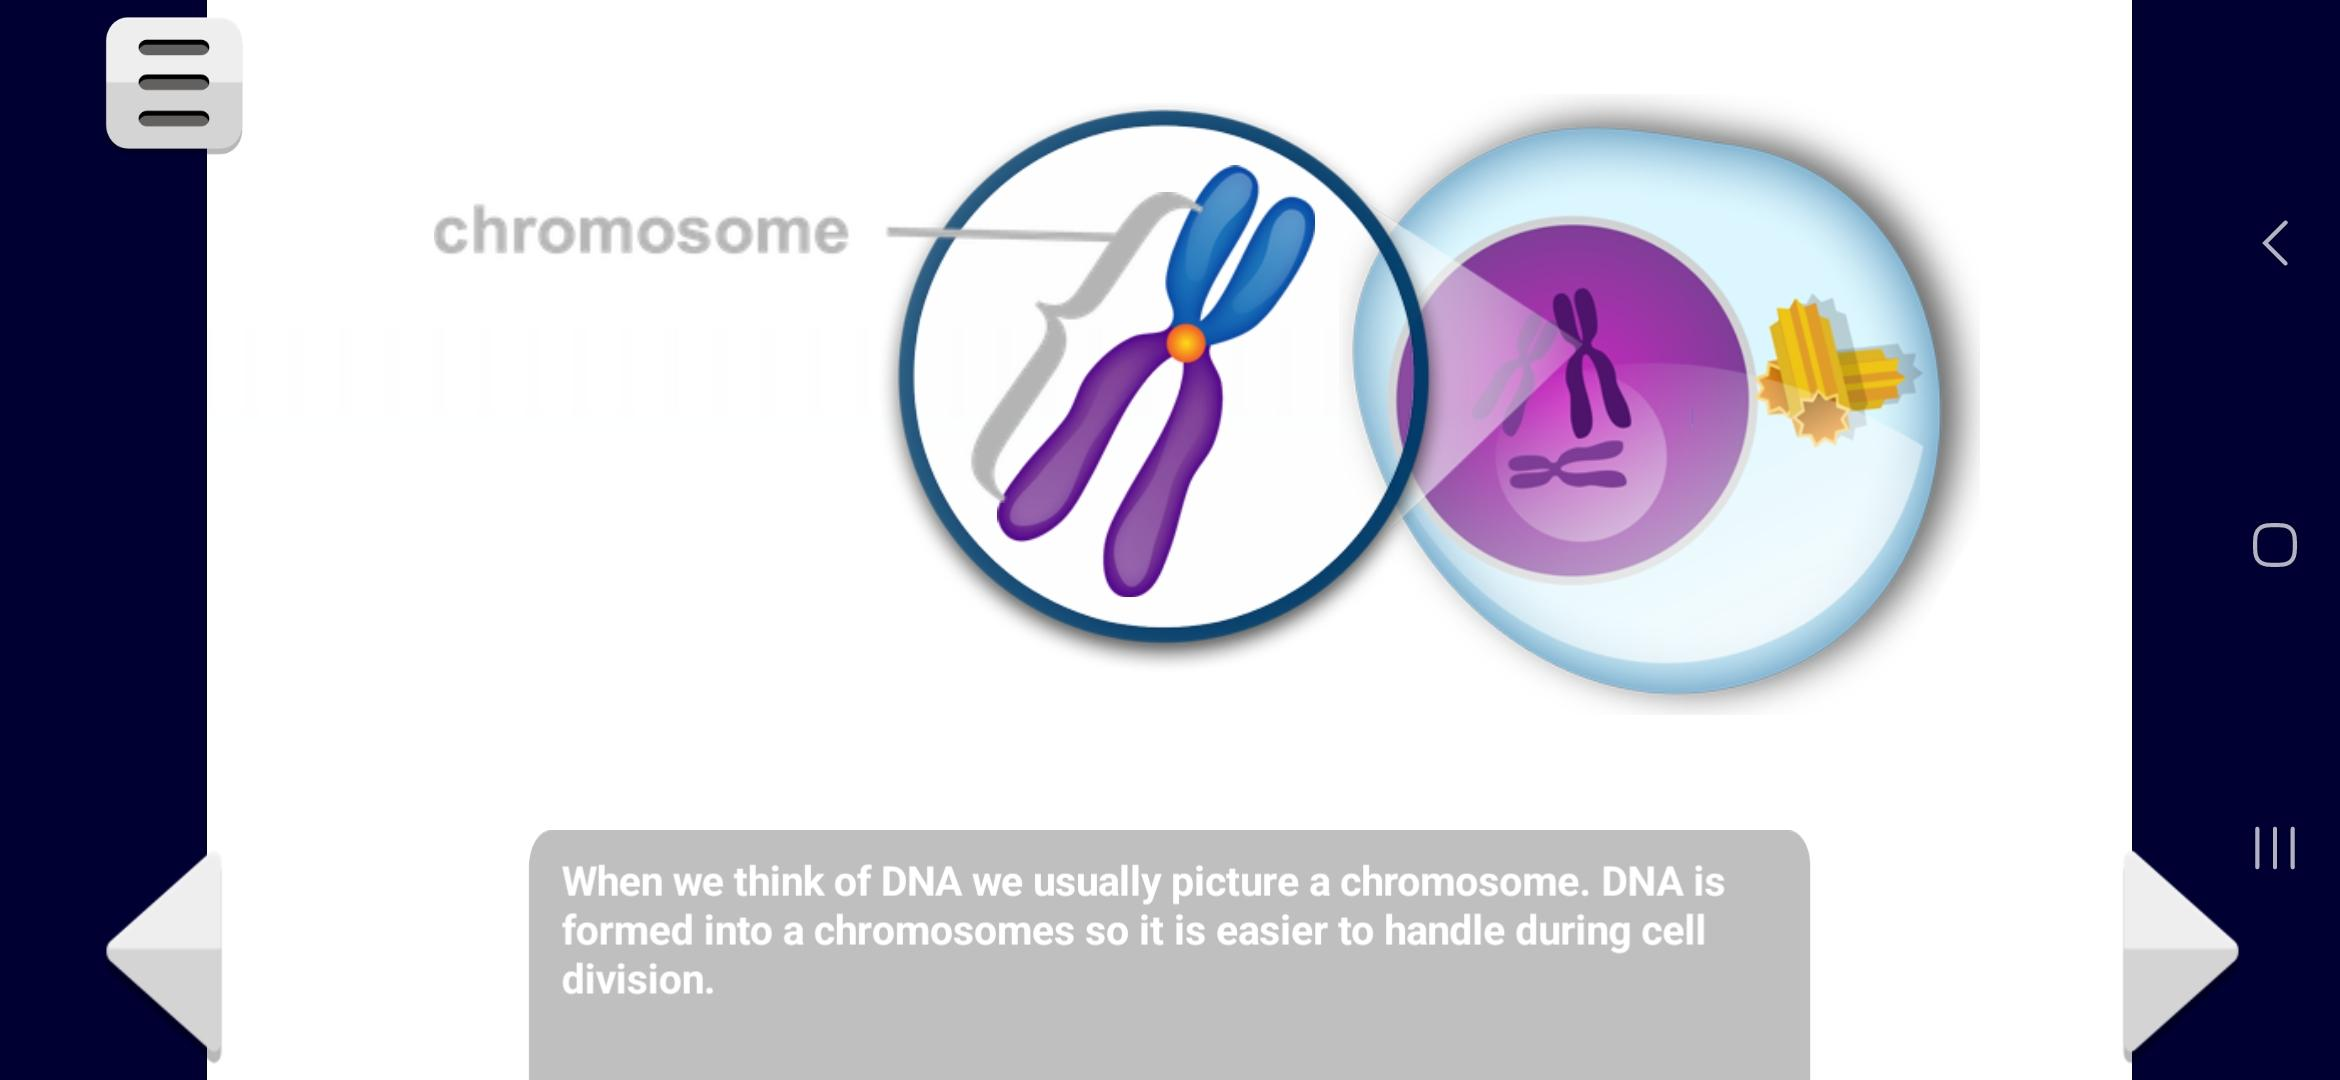 chromosome
When we think of DNA we usually picture a chromosome. DNA is
formed into a chromosomes so it is easier to handle during cell
division.